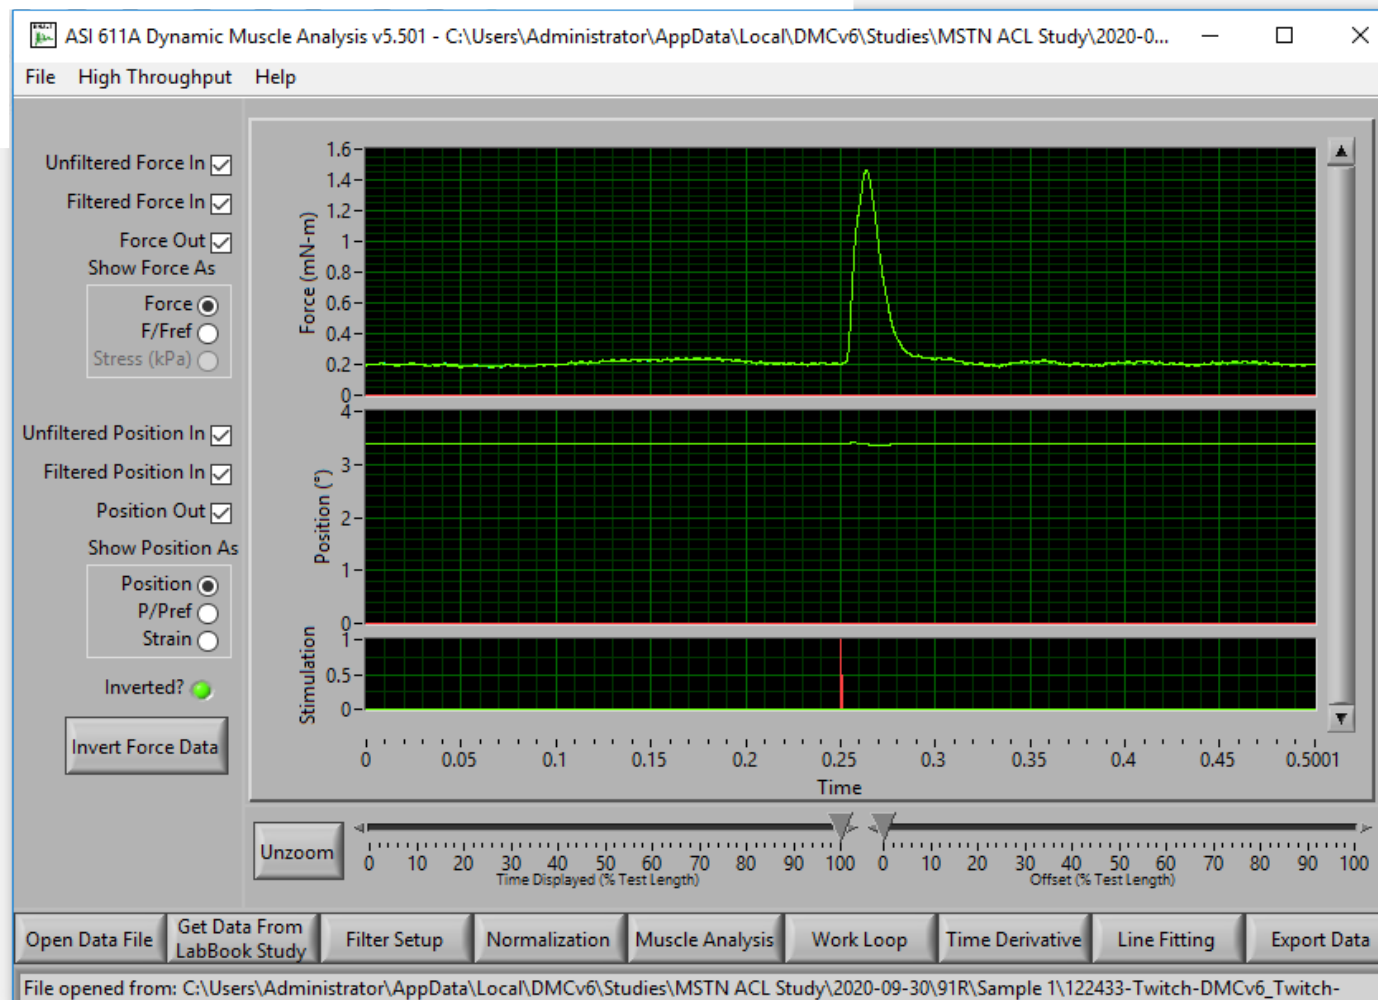 ASI 611A Dynamic Muscle Analysis v5.501 - C:\Users\Administrator\AppData\Local\DMCv6\Studies\MSTN ACL Study\2020-0...
File High Throughput Help
Unfiltered Force In
Filtered Force In
Force Out
Show Force As
Force
F/Fref
Stress (kPa)
Unfiltered Position In
Filtered Position In
Position Out
Show Position As
Position
P/Pref
Strain
Inverted?
Invert Force Data
Force (mN-m)
1.6
1.4
1.2
1
0.8
0.6
0.4
0.2
0
Position (°)
4
3
2
1
0
Stimulation
1
0.5
0
0 0.05 0.1 0.15 0.2 0.25 0.3 0.35 0.4 0.45 0.5001
Time
Unzoom
0 10 20 30 40 50 60 70 80 90 100
Time Displayed (% Test Length)
0 10 20 30 40 50 60 70 80 90 100
Offset (% Test Length)
Open Data File
Get Data From
LabBook Study
Filter Setup
Normalization
Muscle Analysis
Work Loop
Time Derivative
Line Fitting
Export Data
File opened from: C:\Users\Administrator\AppData\Local\DMCv6\Studies\MSTN ACL Study\2020-09-30\91R\Sample 1\122433-Twitch-DMCv6_Twitch-